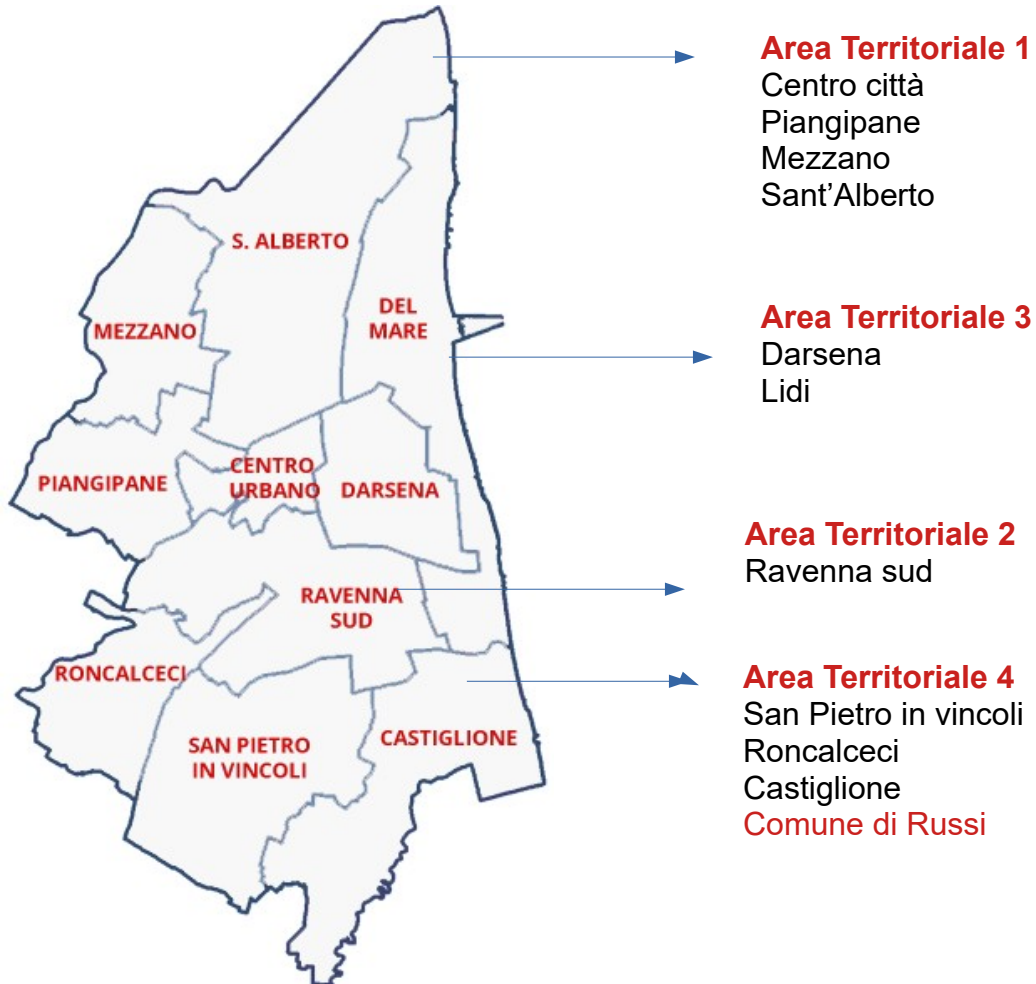 Area Territoriale 1
Centro città
Piangipane
Mezzano
Sant’Alberto
S. ALBERTO
DEL
MARE
MEZZANO
Area Territoriale 3
Darsena
Lidi
PIANGIPANE
CENTRO
URBANO
DARSENA
Area Territoriale 2
Ravenna sud
RAVENNA
SUD
RONCALCECI
Area Territoriale 4
San Pietro in vincoli
Roncalceci
Castiglione
Comune di Russi
SAN PIETRO
IN VINCOLI
CASTIGLIONE